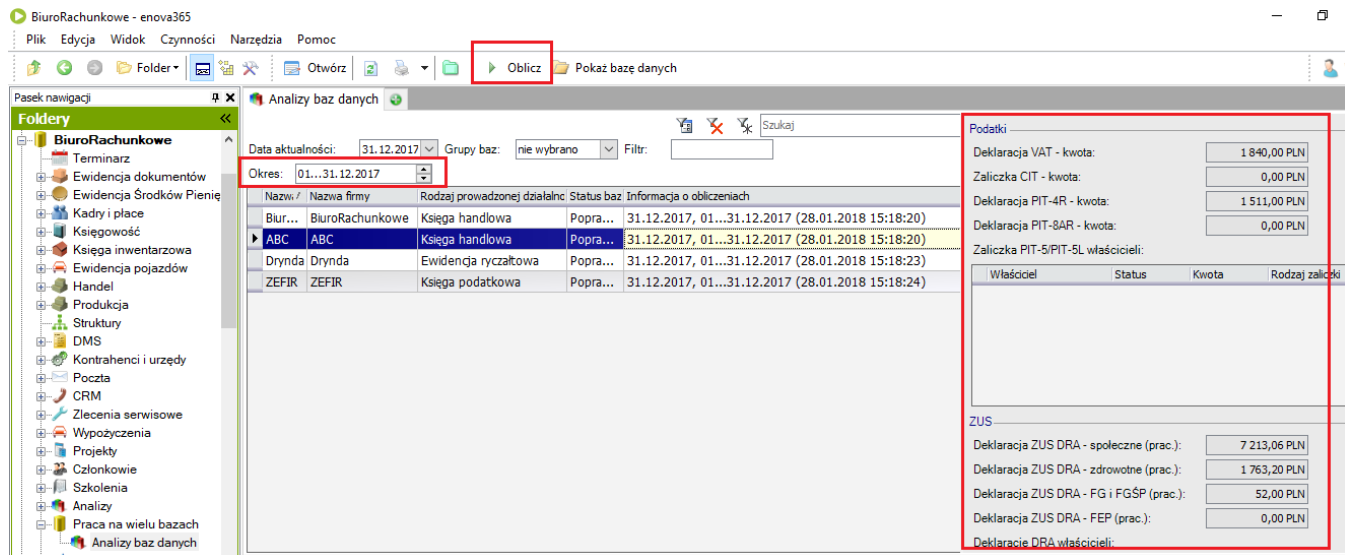 BiuroRachunkowe - enova365
Plik Edycja Widok Czynności Narzędzia Pomoc
Folder Otwórz Oblicz Pokaż bazę danych
Pasek nawigacji
Foldery
BiuroRachunkowe
Terminarz
Ewidencja dokumentów
Ewidencja Środków Pienię
Kadry i płace
Księgowość
Księga inwentarzowa
Ewidencja pojazdów
Handel
Produkcja
Struktury
DMS
Kontrahenci i urzędy
Poczta
CRM
Zlecenia serwisowe
Wypożyczenia
Projekty
Członkowie
Szkolenia
Analizy
Praca na wielu bazach
Analizy baz danych
Analizy baz danych
Szukaj
Data aktualności: 31.12.2017 Grupy baz: nie wybrano Filtr:
Okres: 01...31.12.2017
Nazw. Nazwa firmy Rodzaj prowadzonej działalnc Status baz Informacja o obliczeniach
Biur... BiuroRachunkowe Księga handlowa Popra... 31.12.2017, 01...31.12.2017 (28.01.2018 15:18:20)
ABC ABC Księga handlowa Popra... 31.12.2017, 01...31.12.2017 (28.01.2018 15:18:20)
Drynda Drynda Ewidencja ryczałtowa Popra... 31.12.2017, 01...31.12.2017 (28.01.2018 15:18:23)
ZEFIR ZEFIR Księga podatkowa Popra... 31.12.2017, 01...31.12.2017 (28.01.2018 15:18:24)
Podatki
Deklaracja VAT - kwota: 1 840,00 PLN
Zaliczka CIT - kwota: 0,00 PLN
Deklaracja PIT-4R - kwota: 1 511,00 PLN
Deklaracja PIT-8AR - kwota: 0,00 PLN
Zaliczka PIT-5/PIT-5L właścicieli:
Właściciel Status Kwota Rodzaj zaliczki
ZUS
Deklaracja ZUS DRA - społeczne (prac.): 7 213,06 PLN
Deklaracja ZUS DRA - zdrowotne (prac.): 1 763,20 PLN
Deklaracja ZUS DRA - FG i FGŚP (prac.): 52,00 PLN
Deklaracja ZUS DRA - FEP (prac.): 0,00 PLN
Deklaracje DRA właścicieli: